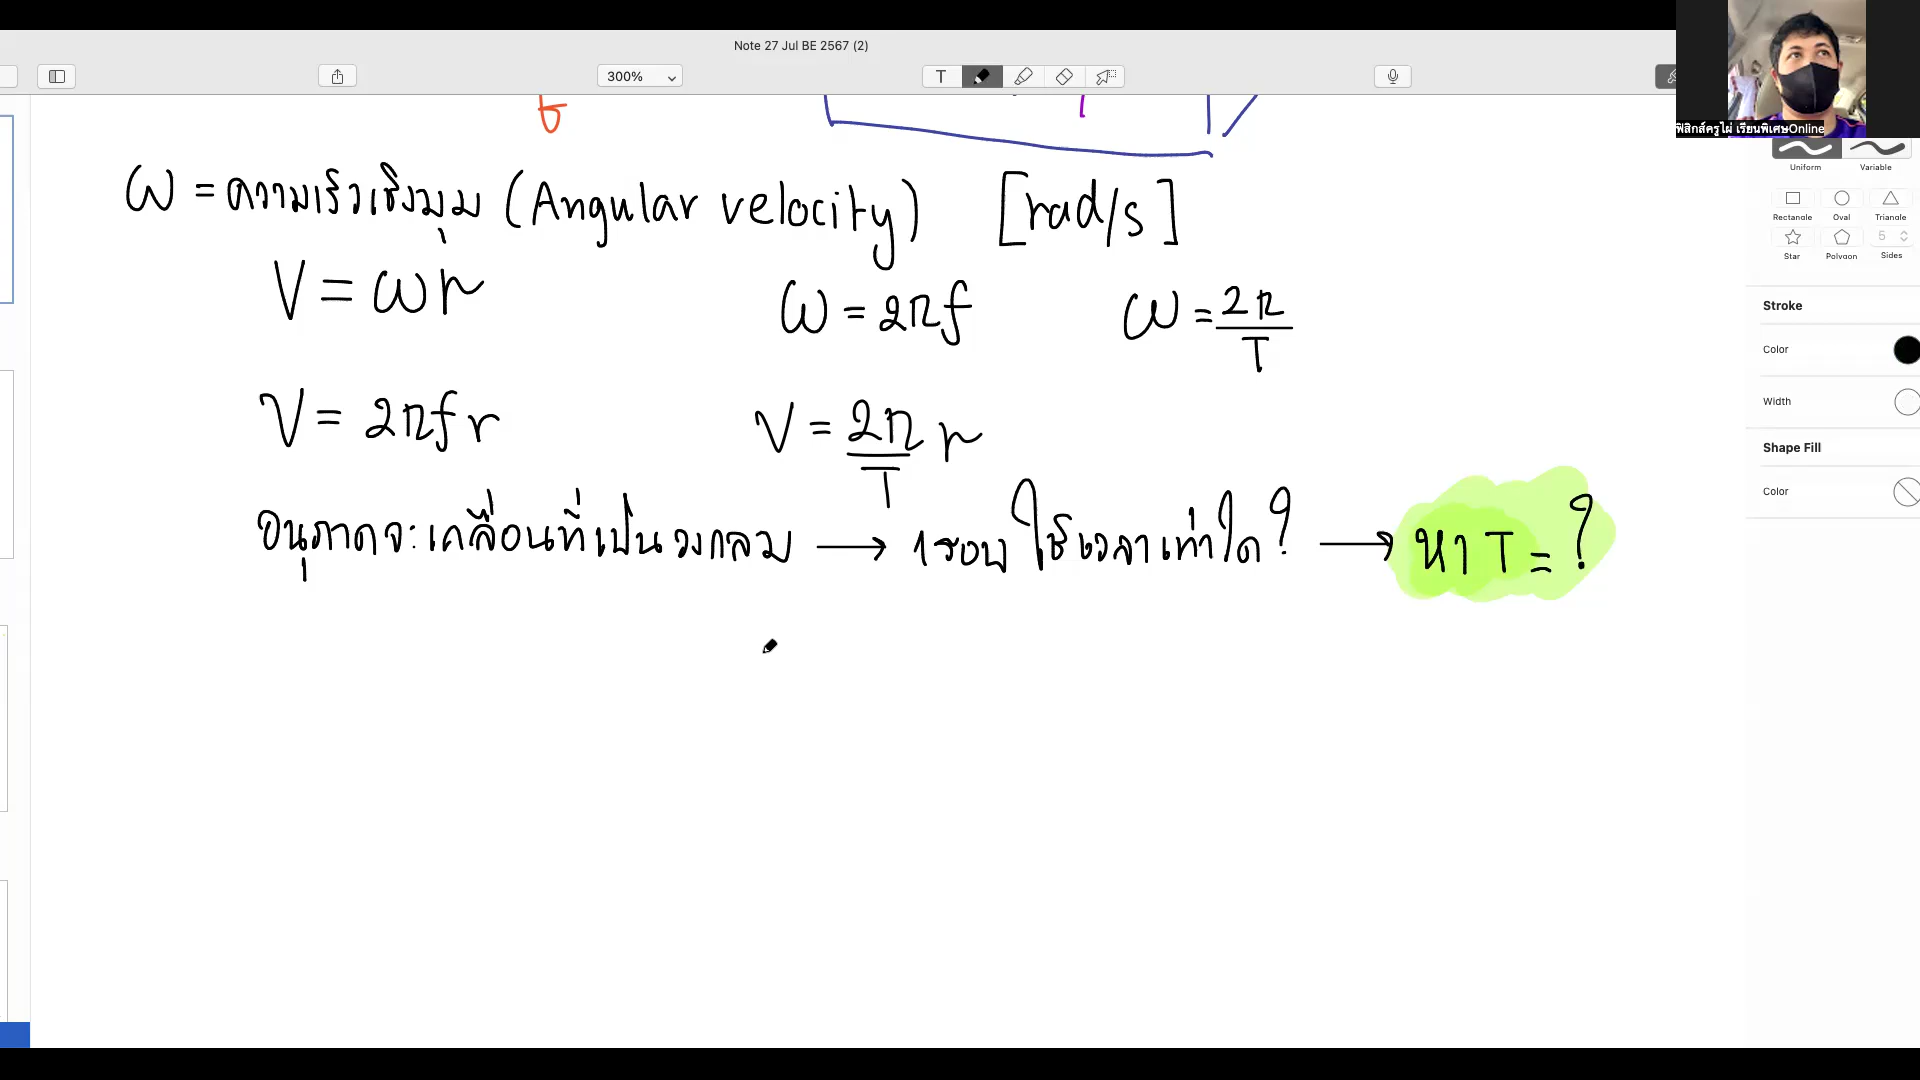 Note 27 Jul BE 2567 (2)
300%
T
ฟิสิกส์ครูไผ่ เรียนพิเศษOnline
Uniform Variable
Rectangle Oval Triangle
5
Star Polygon Sides
Stroke
Color
Width
Shape Fill
Color
ω = ความเร็วเชิงมุม (Angular velocity) [rad/s]
V = ωr ω = 2πf ω = 2π/T
V = 2πfr V = 2π/T r
อนุภาคจะเคลื่อนที่เป็นวงกลม → 1รอบ ใช้เวลาเท่าใด? → หา T = ?